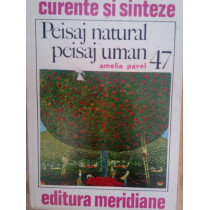 curente și sinteze
Peisaj natural
peisaj uman 47
amelia pavel
editura meridiane